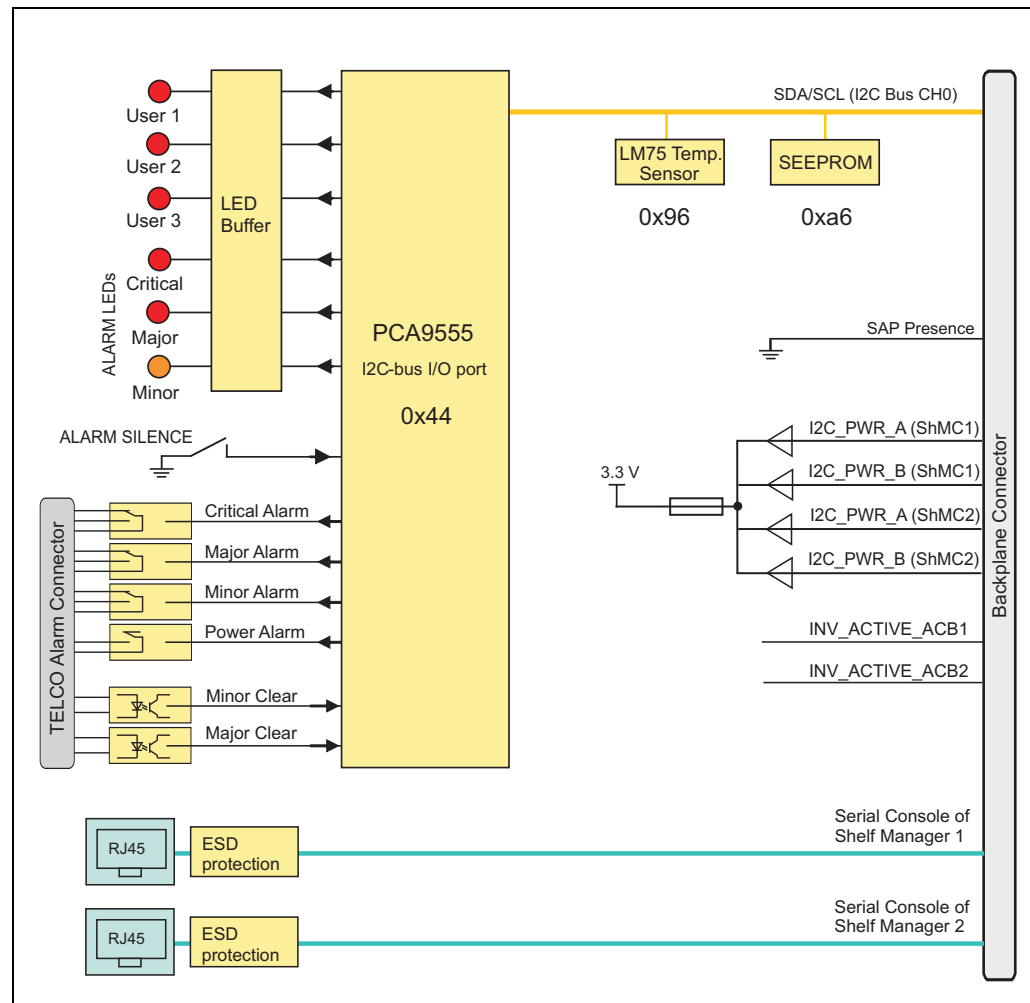 SDA/SCL (I2C Bus CH0)
User 1
User 2
User 3
Critical
Major
Minor
ALARM LEDs
LED
Buffer
PCA9555
I2C-bus I/O port
0x44
LM75 Temp.
Sensor
0x96
SEEPROM
0xa6
SAP Presence
ALARM SILENCE
I2C_PWR_A (ShMC1)
I2C_PWR_B (ShMC1)
I2C_PWR_A (ShMC2)
I2C_PWR_B (ShMC2)
3.3 V
Backplane Connector
TELCO Alarm Connector
Critical Alarm
Major Alarm
Minor Alarm
Power Alarm
Minor Clear
Major Clear
INV_ACTIVE_ACB1
INV_ACTIVE_ACB2
RJ45
ESD
protection
Serial Console of
Shelf Manager 1
RJ45
ESD
protection
Serial Console of
Shelf Manager 2